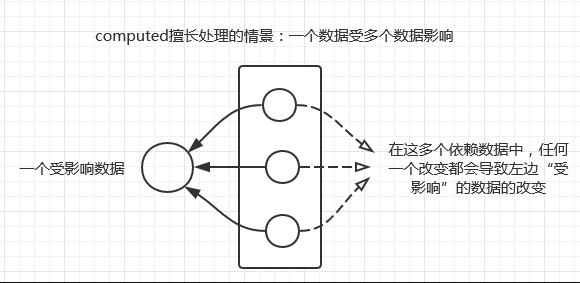 computed擅长处理的情景：一个数据受多个数据影响
一个受影响数据
在这多个依赖数据中，任何
一个改变都会导致左边“受
影响”的数据的改变